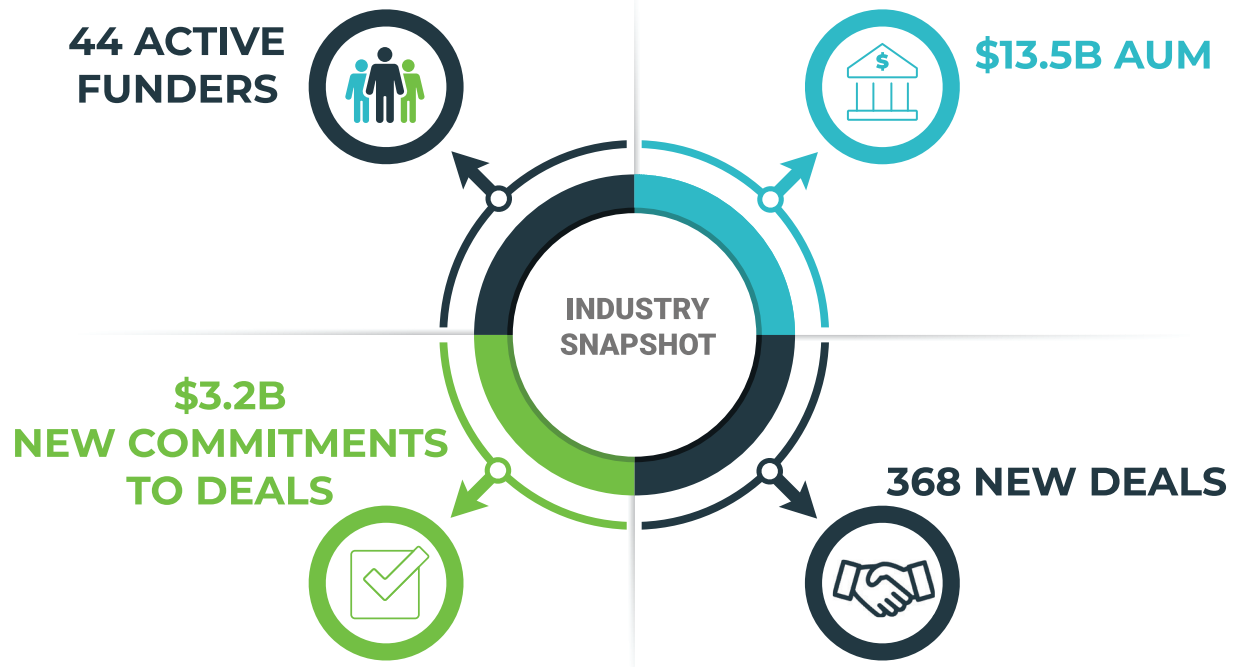 44 ACTIVE
FUNDERS
$
$13.5B AUM
INDUSTRY
SNAPSHOT
$3.2B
NEW COMMITMENTS
TO DEALS
368 NEW DEALS